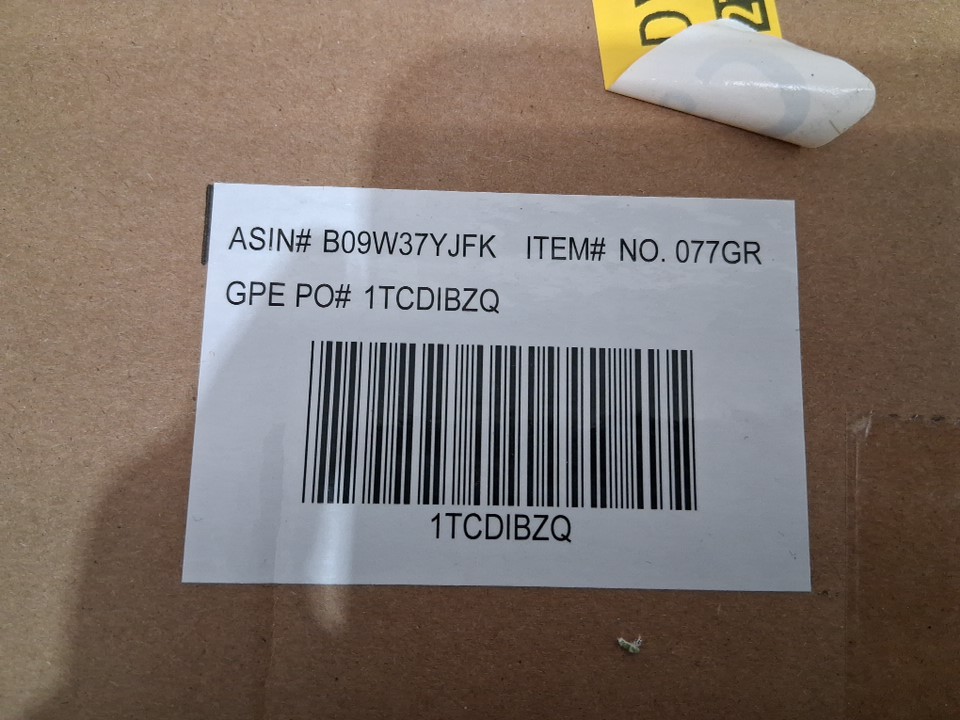 ASIN# B09W37YJFK ITEM# NO. 077GR
GPE PO# 1TCDIBZQ
1TCDIBZQ